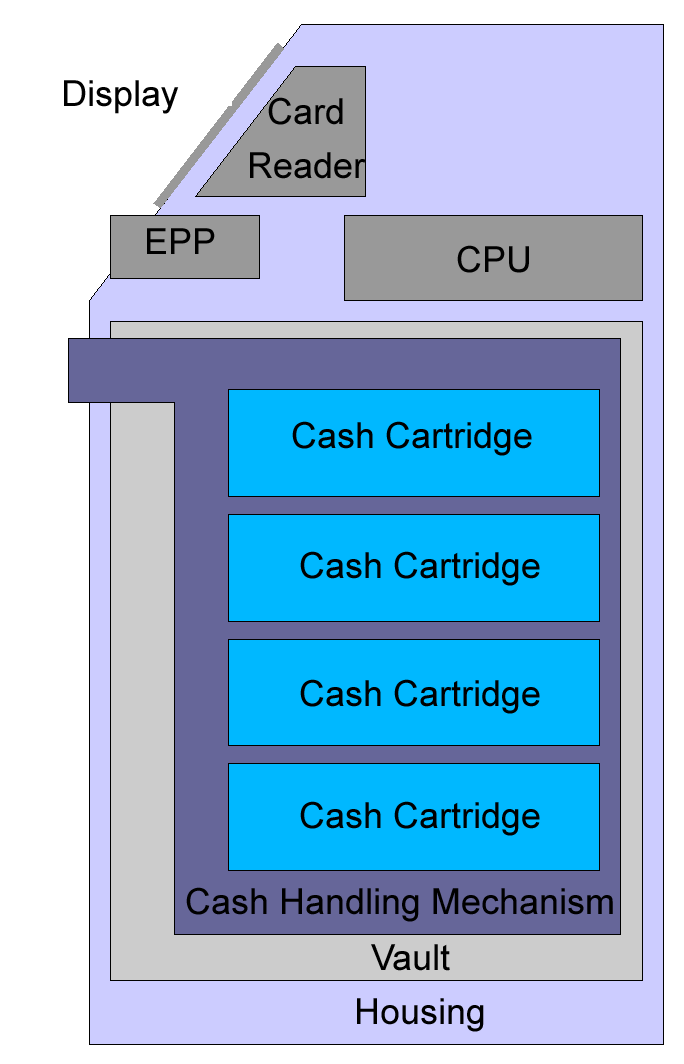 Display
Card
Reader
EPP
CPU
Cash Cartridge
Cash Cartridge
Cash Cartridge
Cash Cartridge
Cash Handling Mechanism
Vault
Housing